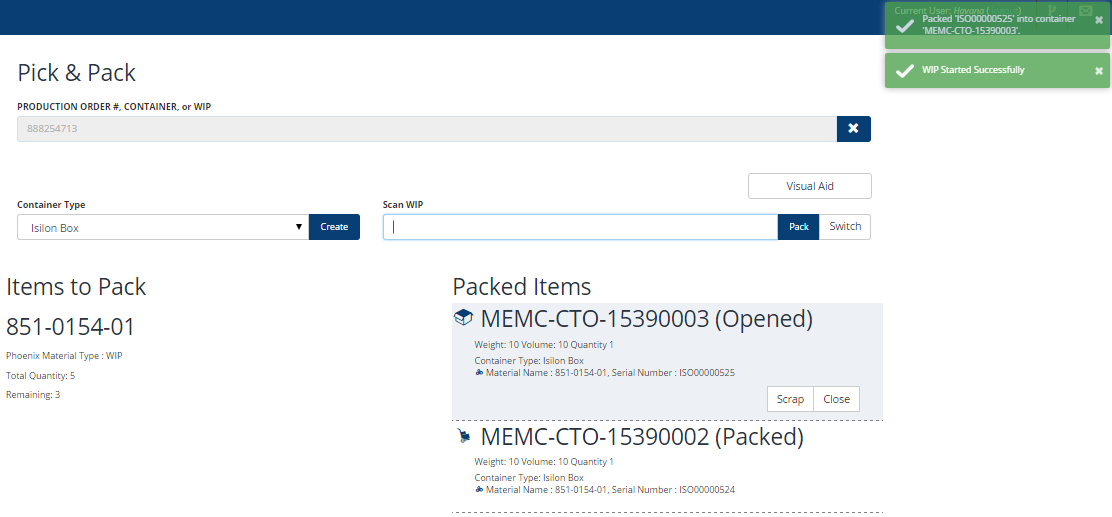 Current User: Havana (logout)
Packed 'ISO00000525' into container
'MEMC-CTO-15390003'.
WIP Started Successfully
Pick & Pack
PRODUCTION ORDER #, CONTAINER, or WIP
888254713
Visual Aid
Container Type
Scan WIP
Isilon Box
Create
Pack
Switch
Items to Pack
851-0154-01
Phoenix Material Type : WIP
Total Quantity: 5
Remaining: 3
Packed Items
MEMC-CTO-15390003 (Opened)
Weight: 10 Volume: 10 Quantity 1
Container Type: Isilon Box
Material Name : 851-0154-01, Serial Number : ISO00000525
Scrap
Close
MEMC-CTO-15390002 (Packed)
Weight: 10 Volume: 10 Quantity 1
Container Type: Isilon Box
Material Name : 851-0154-01, Serial Number : ISO00000524